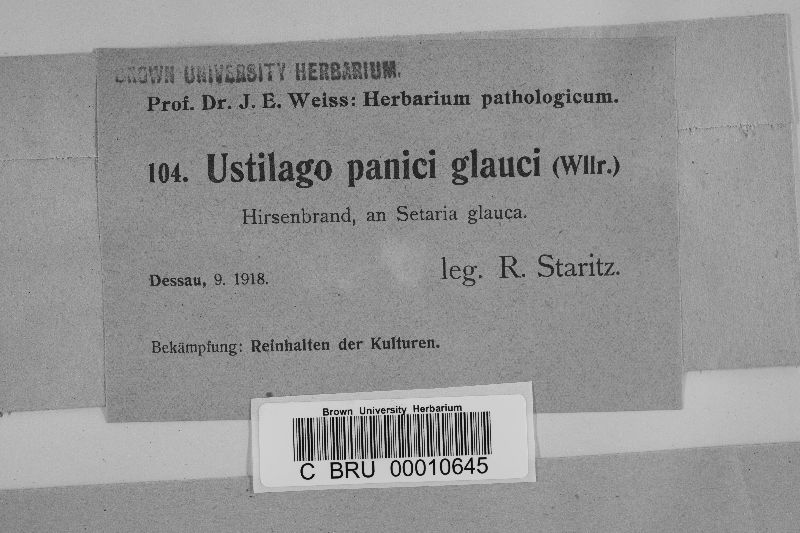 BROWN UNIVERSITY HERBARIUM.
Prof. Dr. J. E. Weiss: Herbarium pathologicum.
104. Ustilago panici glauci (Wllr.)
Hirsenbrand, an Setaria glauca.
Dessau, 9. 1918.
leg. R. Staritz.
Bekämpfung: Reinhalten der Kulturen.
Brown University Herbarium
C BRU 00010645